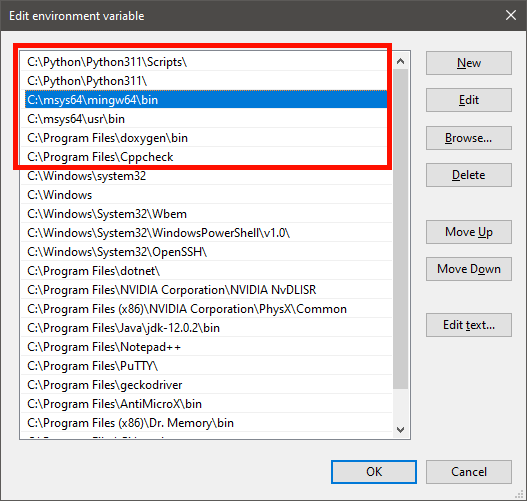 Edit environment variable
C:\Python\Python311\Scripts\
C:\Python\Python311\
C:\msys64\mingw64\bin
C:\msys64\usr\bin
C:\Program Files\doxygen\bin
C:\Program Files\Cppcheck
C:\Windows\system32
C:\Windows
C:\Windows\System32\Wbem
C:\Windows\System32\WindowsPowerShell\v1.0\
C:\Windows\System32\OpenSSH\
C:\Program Files\dotnet\
C:\Program Files\NVIDIA Corporation\NVIDIA NvDLISR
C:\Program Files (x86)\NVIDIA Corporation\PhysX\Common
C:\Program Files\Java\jdk-12.0.2\bin
C:\Program Files\Notepad++
C:\Program Files\PuTTY\
C:\Program Files\geckodriver
C:\Program Files\AntiMicroX\bin
C:\Program Files (x86)\Dr. Memory\bin
New
Edit
Browse...
Delete
Move Up
Move Down
Edit text...
OK
Cancel